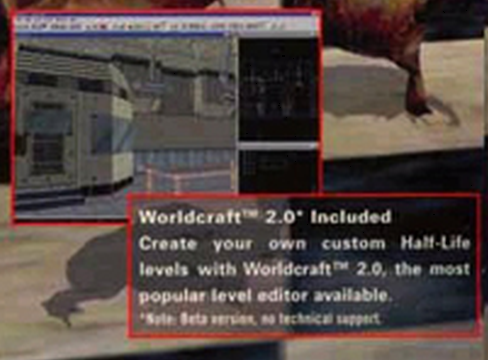 Worldcraft™ 2.0* Included
Create your own custom Half-Life
levels with Worldcraft™ 2.0, the most
popular level editor available.
*Note: Beta version, no technical support.